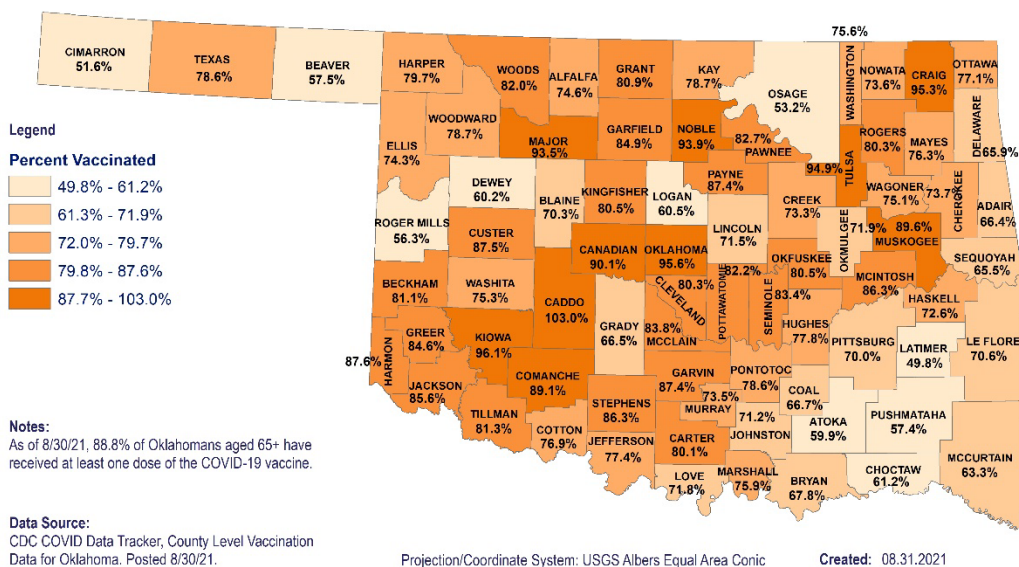 75.6%
CIMARRON
51.6%
TEXAS
78.6%
BEAVER
57.5%
HARPER
79.7%
WOODS
82.0%
ALFALFA
74.6%
GRANT
80.9%
KAY
78.7%
OSAGE
53.2%
WASHINGTON
NOWATA
73.6%
CRAIG
95.3%
OTTAWA
77.1%
DELAWARE
65.9%
WOODWARD
78.7%
ELLIS
74.3%
MAJOR
93.5%
GARFIELD
84.9%
NOBLE
93.9%
82.7%
PAWNEE
ROGERS
80.3%
MAYES
76.3%
Legend
Percent Vaccinated
49.8% - 61.2%
61.3% - 71.9%
72.0% - 79.7%
79.8% - 87.6%
87.7% - 103.0%
DEWEY
60.2%
BLAINE
70.3%
KINGFISHER
80.5%
LOGAN
60.5%
PAYNE
87.4%
94.9%
TULSA
CREEK
73.3%
WAGONER
75.1%
73.7%
CHEROKEE
ADAIR
66.4%
ROGER MILLS
56.3%
CUSTER
87.5%
CANADIAN
90.1%
OKLAHOMA
95.6%
LINCOLN
71.5%
OKFUSKEE
80.5%
OKMULGEE
71.9%
89.6%
MUSKOGEE
SEQUOYAH
65.5%
BECKHAM
81.1%
WASHITA
75.3%
CADDO
103.0%
GRADY
66.5%
80.3%
CLEVELAND
82.2%
POTTAWATOMIE
SEMINOLE
83.4%
HUGHES
77.8%
MCINTOSH
86.3%
HASKELL
72.6%
GREER
84.6%
KIOWA
96.1%
83.8%
MCCLAIN
PITTSBURG
70.0%
LATIMER
49.8%
LE FLORE
70.6%
87.6%
HARMON
JACKSON
85.6%
COMANCHE
89.1%
GARVIN
87.4%
PONTOTOC
78.6%
COAL
66.7%
TILLMAN
81.3%
STEPHENS
86.3%
73.5%
MURRAY
71.2%
JOHNSTON
ATOKA
59.9%
PUSHMATAHA
57.4%
COTTON
76.9%
JEFFERSON
77.4%
CARTER
80.1%
MCCURTAIN
63.3%
LOVE
71.8%
MARSHALL
75.9%
BRYAN
67.8%
CHOCTAW
61.2%
Notes:
As of 8/30/21, 88.8% of Oklahomans aged 65+ have
received at least one dose of the COVID-19 vaccine.
Data Source:
CDC COVID Data Tracker, County Level Vaccination
Data for Oklahoma. Posted 8/30/21.
Projection/Coordinate System: USGS Albers Equal Area Conic
Created: 08.31.2021